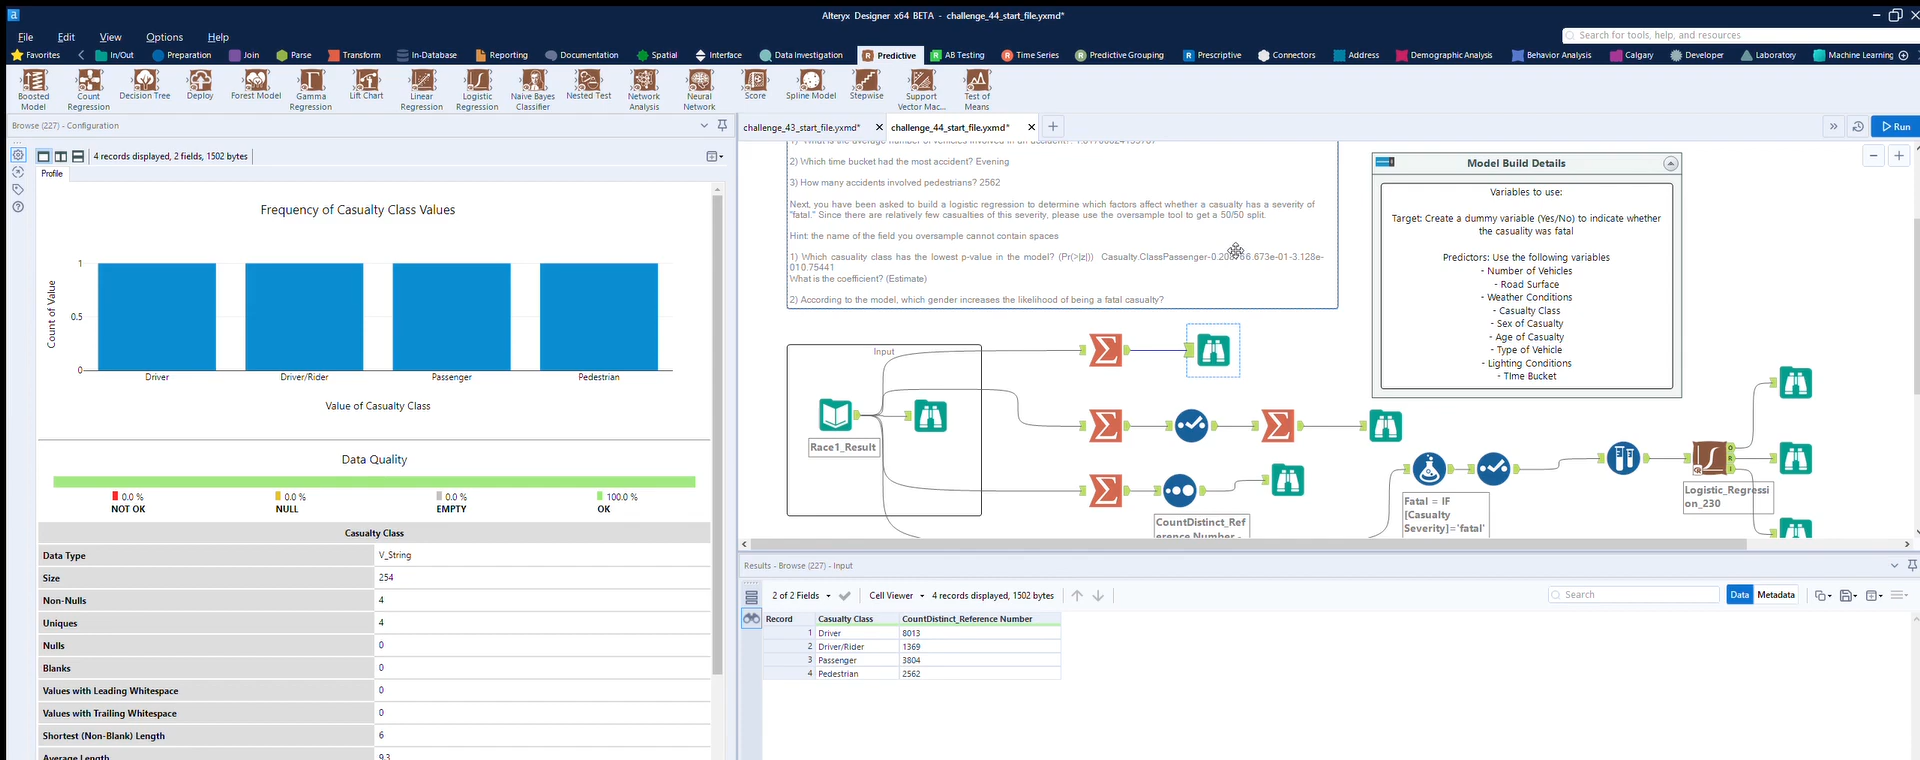 Alteryx Designer x64 BETA - challenge_44_start_file.yxmd*
File Edit View Options Help
Search for tools, help, and resources
Favorites In/Out Preparation Join Parse Transform In-Database Reporting Documentation Spatial Interface Data Investigation Predictive AB Testing Time Series Predictive Grouping Prescriptive Connectors Address Demographic Analysis Behavior Analysis Calgary Developer Laboratory Machine Learning
Boosted Model
Count Regression
Decision Tree
Deploy
Forest Model
Gamma Regression
Lift Chart
Linear Regression
Logistic Regression
Naive Bayes Classifier
Nested Test
Network Analysis
Neural Network
Score
Spline Model
Stepwise
Support Vector Mac...
Test of Means
Browse (227) - Configuration
4 records displayed, 2 fields, 1502 bytes
Profile
Frequency of Casualty Class Values
Count of Value
1
0.5
0
Driver Driver/Rider Passenger Pedestrian
Value of Casualty Class
Data Quality
0.0 % NOT OK
0.0 % NULL
0.0 % EMPTY
100.0 % OK
Casualty Class
Data Type V_String
Size 254
Non-Nulls 4
Uniques 4
Nulls 0
Blanks 0
Values with Leading Whitespace 0
Values with Trailing Whitespace 0
Shortest (Non-Blank) Length 6
Average Length 9.3
challenge_43_start_file.yxmd*
challenge_44_start_file.yxmd*
Run
2) Which time bucket had the most accident? Evening
3) How many accidents involved pedestrians? 2562
Next, you have been asked to build a logistic regression to determine which factors affect whether a casualty has a severity of
"fatal." Since there are relatively few casualties of this severity, please use the oversample tool to get a 50/50 split.
Hint: the name of the field you oversample cannot contain spaces
1) Which casualty class has the lowest p-value in the model? (Pr(>|z|)) 
010.75441
What is the coefficient? (Estimate)
2) According to the model, which gender increases the likelihood of being a fatal casualty?
Model Build Details
Variables to use:
Target: Create a dummy variable (Yes/No) to indicate whether
the casuality was fatal
Predictors: Use the following variables
- Number of Vehicles
- Road Surface
- Weather Conditions
- Casualty Class
- Sex of Casualty
- Age of Casualty
- Type of Vehicle
- Lighting Conditions
- TIme Bucket
Input
Race1_Result
CountDistinct_Ref
erence Number -
Fatal = IF
[Casualty
Severity]='fatal'
Logistic_Regressi
on_230
Results - Browse (227) - Input
2 of 2 Fields Cell Viewer 4 records displayed, 1502 bytes Search Data Metadata
Record Casualty Class CountDistinct_Reference Number
1 Driver 8013
2 Driver/Rider 1369
3 Passenger 3804
4 Pedestrian 2562